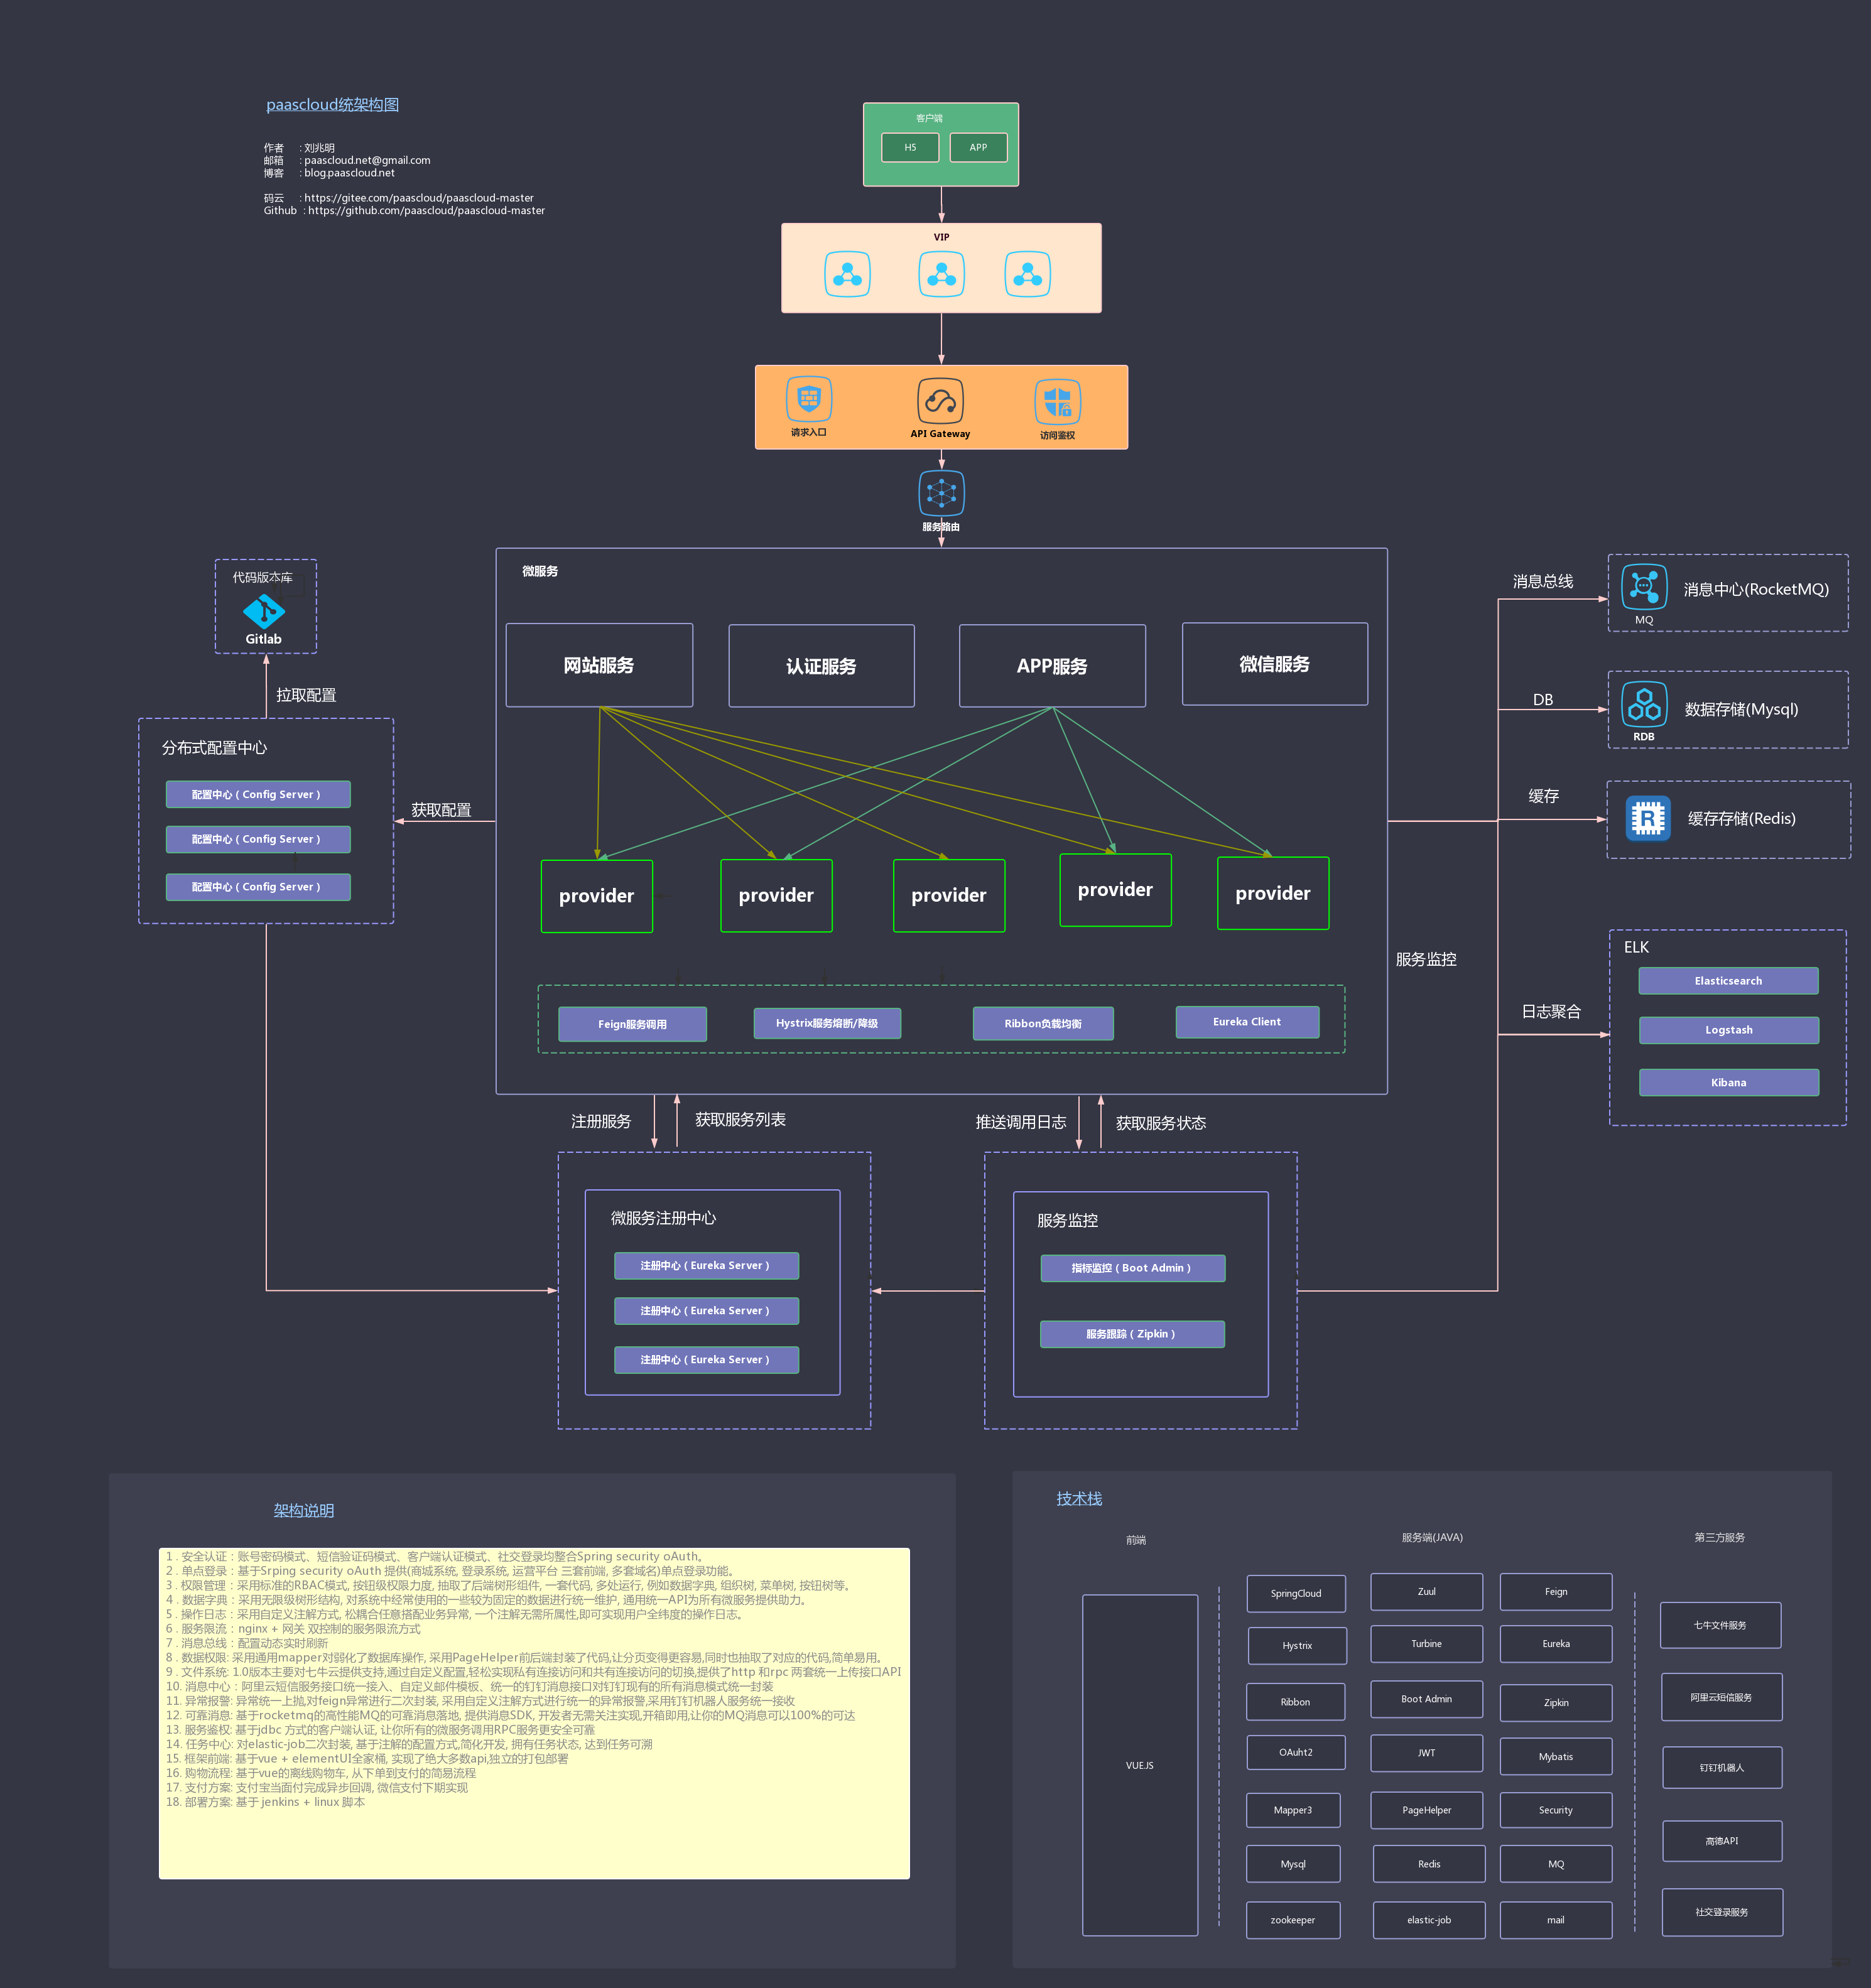 paascloud统架构图
作者 : 刘兆明
邮箱 : paascloud.net@gmail.com
博客 : blog.paascloud.net
码云 : https://gitee.com/paascloud/paascloud-master
Github : https://github.com/paascloud/paascloud-master
客户端
H5
APP
VIP
请求入口
API Gateway
访问鉴权
服务路由
代码版本库
Gitlab
拉取配置
分布式配置中心
配置中心 ( Config Server )
配置中心 ( Config Server )
配置中心 ( Config Server )
获取配置
微服务
网站服务
认证服务
APP服务
微信服务
provider
provider
provider
provider
provider
Feign服务调用
Hystrix服务熔断/降级
Ribbon负载均衡
Eureka Client
消息总线
MQ
消息中心(RocketMQ)
DB
RDB
数据存储(Mysql)
缓存
缓存存储(Redis)
服务监控
日志聚合
ELK
Elasticsearch
Logstash
Kibana
注册服务
获取服务列表
推送调用日志
获取服务状态
微服务注册中心
注册中心 ( Eureka Server )
注册中心 ( Eureka Server )
注册中心 ( Eureka Server )
服务监控
指标监控 ( Boot Admin )
服务跟踪 ( Zipkin )
架构说明
1 . 安全认证：账号密码模式、短信验证码模式、客户端认证模式、社交登录均整合Spring security oAuth。
2 . 单点登录：基于Srping security oAuth 提供(商城系统, 登录系统, 运营平台 三套前端, 多套域名)单点登录功能。
3 . 权限管理：采用标准的RBAC模式, 按钮级权限力度, 抽取了后端树形组件, 一套代码, 多处运行, 例如数据字典, 组织树, 菜单树, 按钮树等。
4 . 数据字典：采用无限级树形结构, 对系统中经常使用的一些较为固定的数据进行统一维护, 通用统一API为所有微服务提供助力。
5 . 操作日志：采用自定义注解方式, 松耦合任意搭配业务异常, 一个注解无需所属性,即可实现用户全纬度的操作日志。
6 . 服务限流：nginx + 网关 双控制的服务限流方式
7 . 消息总线：配置动态实时刷新
8 . 数据权限: 采用通用mapper对弱化了数据库操作, 采用PageHelper前后端封装了代码,让分页变得更容易,同时也抽取了对应的代码,简单易用。
9 . 文件系统: 1.0版本主要对七牛云提供支持,通过自定义配置,轻松实现私有连接访问和共有连接访问的切换,提供了http 和rpc 两套统一上传接口API
10. 消息中心：阿里云短信服务接口统一接入、自定义邮件模板、统一的钉钉消息接口对钉钉现有的所有消息模式统一封装
11. 异常报警: 异常统一上抛,对feign异常进行二次封装, 采用自定义注解方式进行统一的异常报警,采用钉钉机器人服务统一接收
12. 可靠消息: 基于rocketmq的高性能MQ的可靠消息落地, 提供消息SDK, 开发者无需关注实现,开箱即用,让你的MQ消息可以100%的可达
13. 服务鉴权: 基于jdbc 方式的客户端认证, 让你所有的微服务调用RPC服务更安全可靠
14. 任务中心: 对elastic-job二次封装, 基于注解的配置方式,简化开发, 拥有任务状态, 达到任务可溯
15. 框架前端: 基于vue + elementUI全家桶, 实现了绝大多数api,独立的打包部署
16. 购物流程: 基于vue的离线购物车, 从下单到支付的简易流程
17. 支付方案: 支付宝当面付完成异步回调, 微信支付下期实现
18. 部署方案: 基于 jenkins + linux 脚本
技术栈
前端
服务端(JAVA)
第三方服务
VUE.JS
SpringCloud
Zuul
Feign
Hystrix
Turbine
Eureka
Ribbon
Boot Admin
Zipkin
OAuht2
JWT
Mybatis
Mapper3
PageHelper
Security
Mysql
Redis
MQ
zookeeper
elastic-job
mail
七牛文件服务
阿里云短信服务
钉钉机器人
高德API
社交登录服务